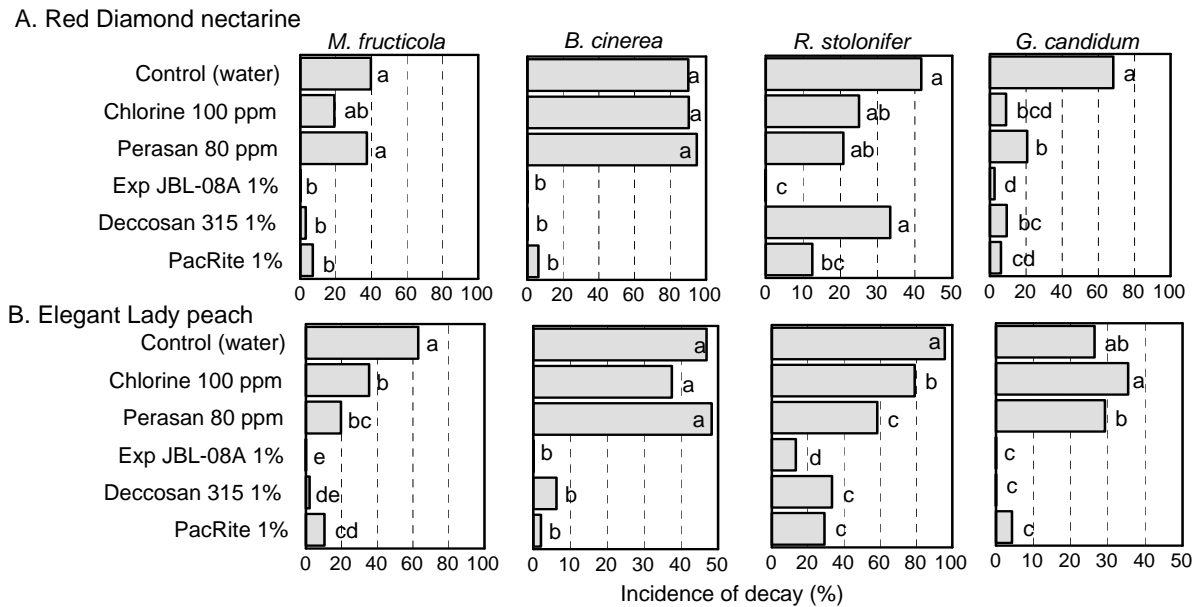 A. Red Diamond nectarine
M. fructicola B. cinerea R. stolonifer G. candidum
Control (water) a a a a
Chlorine 100 ppm ab a ab bcd
Perasan 80 ppm a a ab b
Exp JBL-08A 1% b b c d
Deccosan 315 1% b b a bc
PacRite 1% b b bc cd
0 20 40 60 80 100 0 20 40 60 80 100 0 10 20 30 40 50 0 20 40 60 80 100
B. Elegant Lady peach
Control (water) a a a ab
Chlorine 100 ppm b a b a
Perasan 80 ppm bc a c b
Exp JBL-08A 1% e b d c
Deccosan 315 1% de b c c
PacRite 1% cd b c c
0 20 40 60 80 100 0 10 20 30 40 50 0 20 40 60 80 100 0 10 20 30 40 50
Incidence of decay (%)